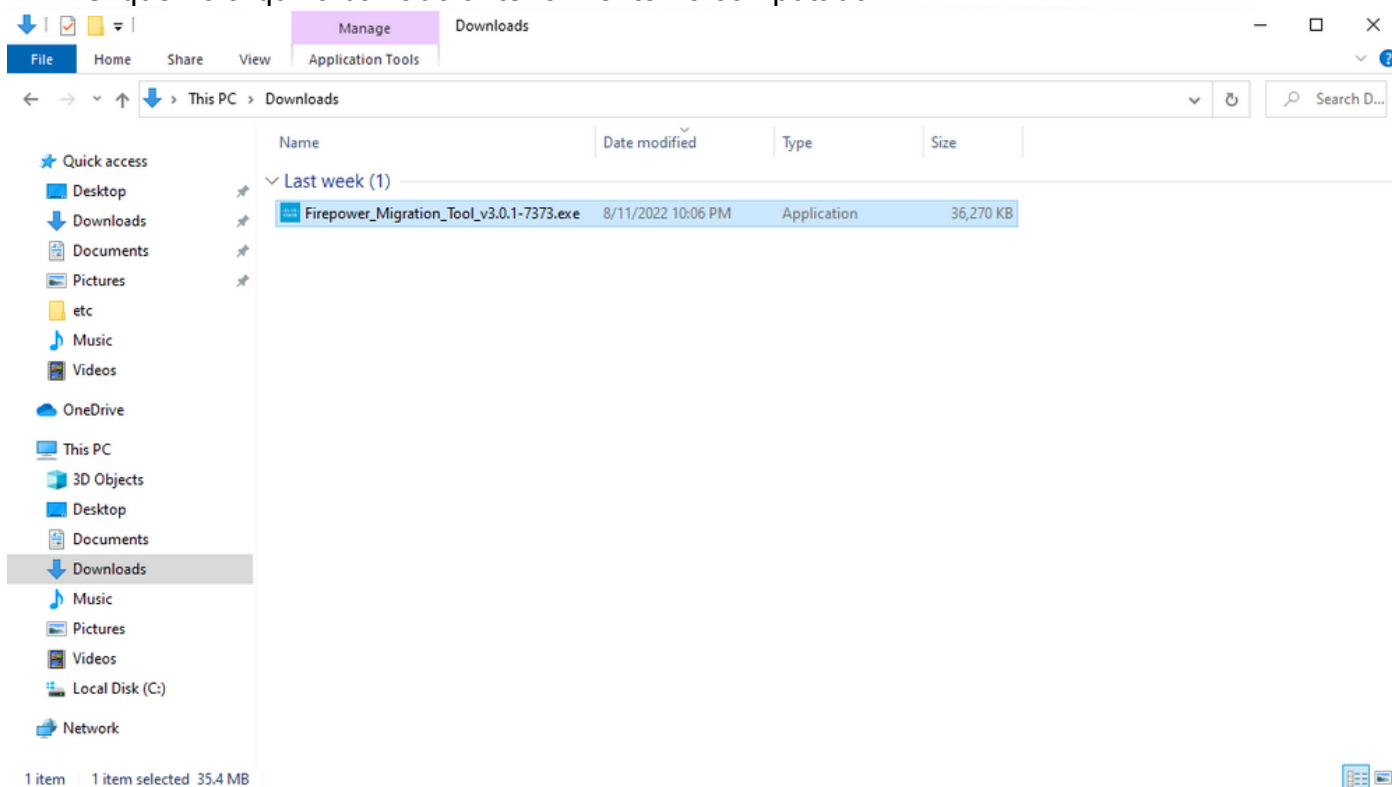 Manage Downloads
File Home Share View Application Tools
This PC > Downloads Search D...
Name Date modified Type Size
Quick access
Last week (1)
Desktop
Firepower_Migration_Tool_v3.0.1-7373.exe 8/11/2022 10:06 PM Application 36,270 KB
Downloads
Documents
Pictures
etc
Music
Videos
OneDrive
This PC
3D Objects
Desktop
Documents
Downloads
Music
Pictures
Videos
Local Disk (C:)
Network
1 item 1 item selected 35.4 MB